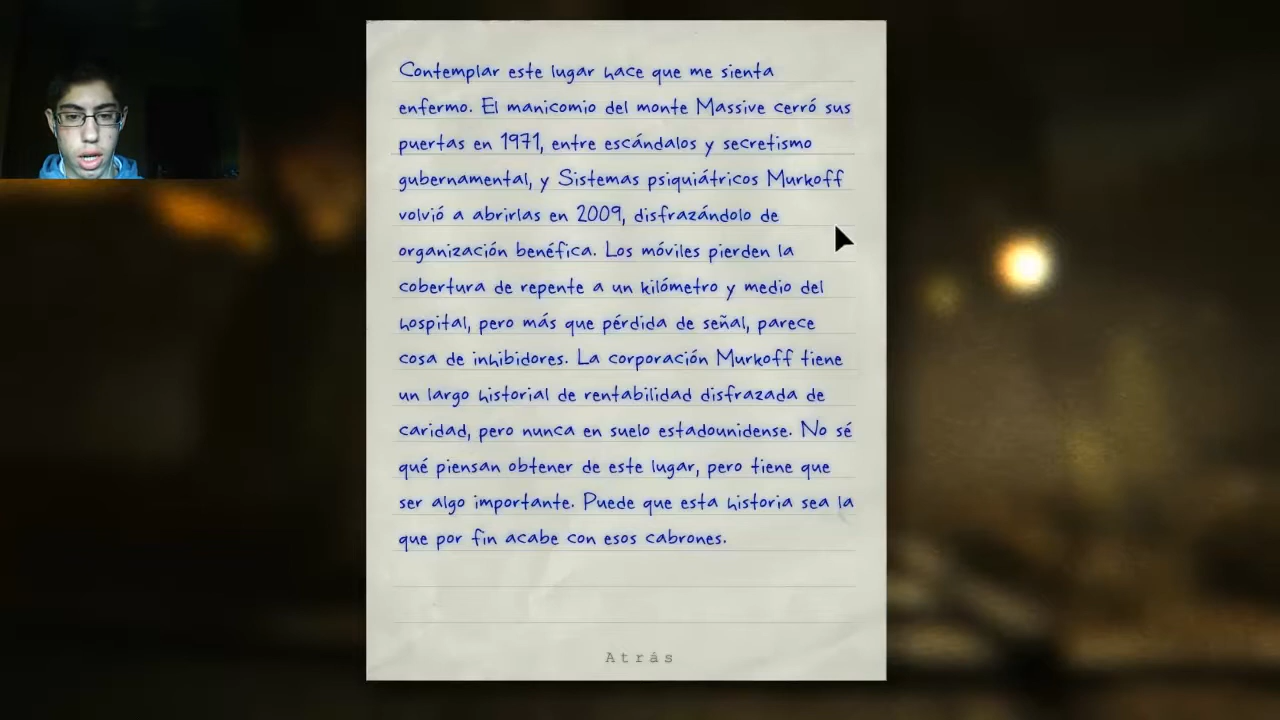 Contemplar este lugar hace que me sienta
enfermo. El manicomio del monte Massive cerró sus
puertas en 1971, entre escándalos y secretismo
gubernamental, y Sistemas psiquiátricos Murkoff
volvió a abrirlas en 2009, disfrazándolo de
organización benéfica. Los móviles pierden la
cobertura de repente a un kilómetro y medio del
hospital, pero más que pérdida de señal, parece
cosa de inhibidores. La corporación Murkoff tiene
un largo historial de rentabilidad disfrazada de
caridad, pero nunca en suelo estadounidense. No sé
qué piensan obtener de este lugar, pero tiene que
ser algo importante. Puede que esta historia sea la
que por fin acabe con esos cabrones.
Atrás